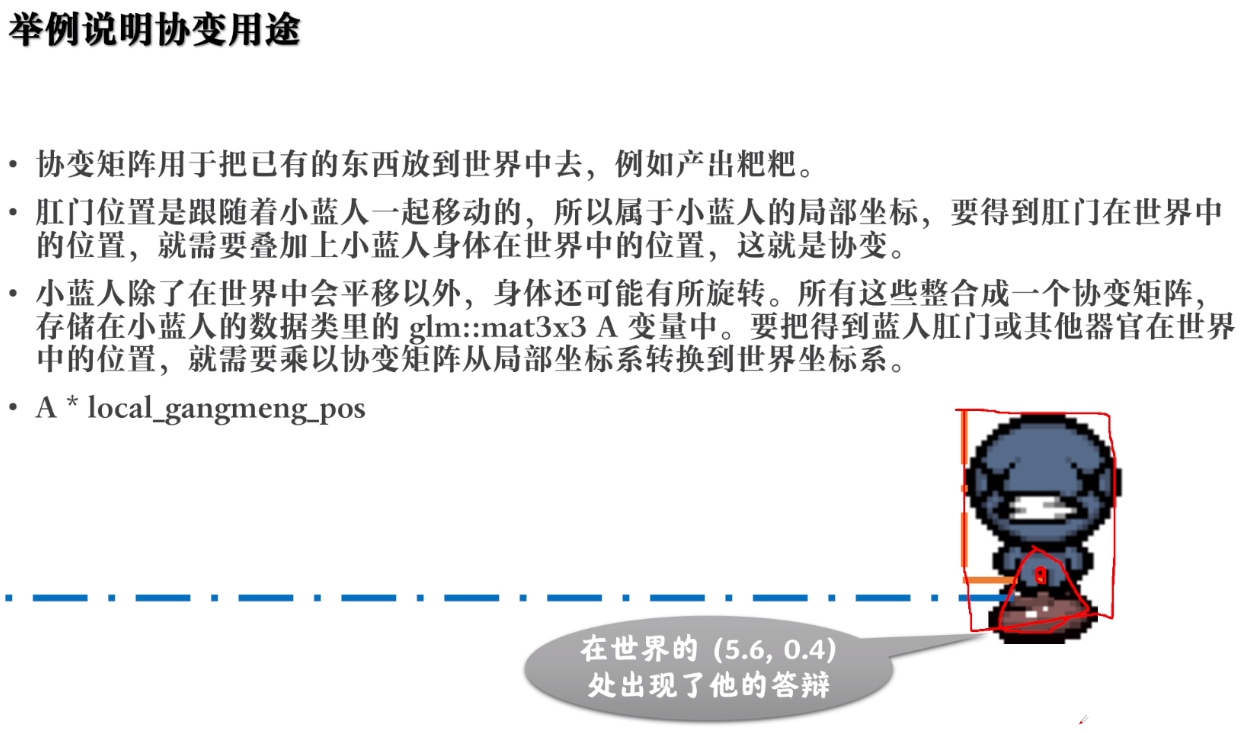 举例说明协变用途
• 协变矩阵用于把已有的东西放到世界中去，例如产出粑粑。
• 肛门位置是跟随着小蓝人一起移动的，所以属于小蓝人的局部坐标，要得到肛门在世界中
的位置，就需要叠加上小蓝人身体在世界中的位置，这就是协变。
• 小蓝人除了在世界中会平移以外，身体还可能有所旋转。所有这些整合成一个协变矩阵，
存储在小蓝人的数据类里的 glm::mat3x3 A 变量中。要把得到蓝人肛门或其他器官在世界
中的位置，就需要乘以协变矩阵从局部坐标系转换到世界坐标系。
• A * local_gangmeng_pos
在世界的 (5.6, 0.4)
处出现了他的答辩